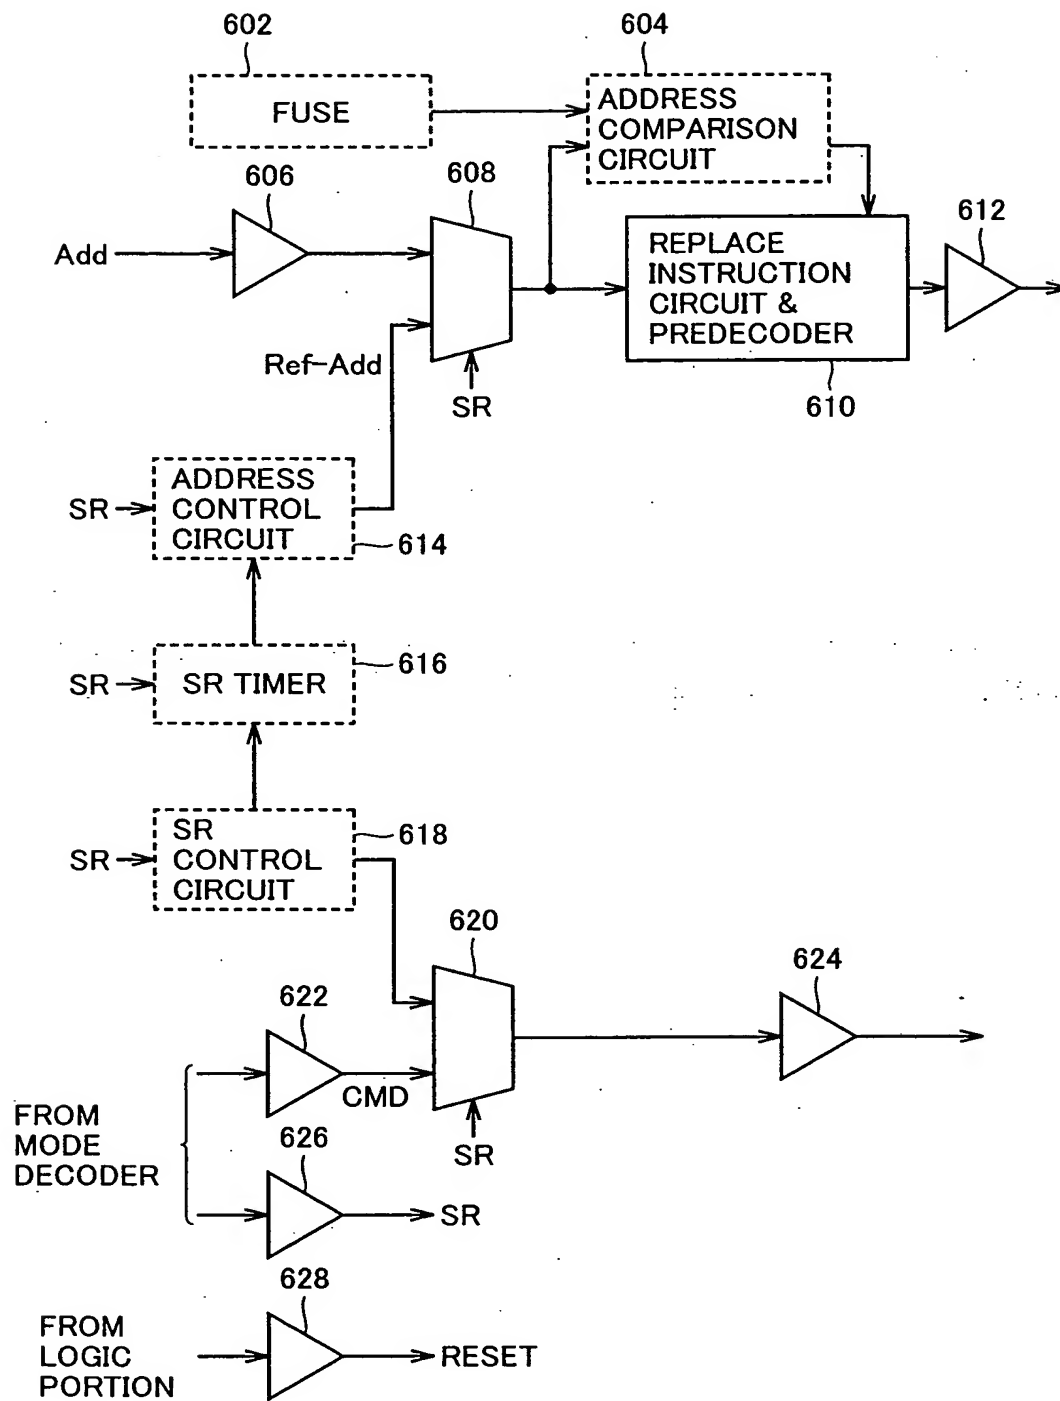 602
604
FUSE
ADDRESS
COMPARISON
CIRCUIT
606
608
612
Add
REPLACE
INSTRUCTION
CIRCUIT &
PREDECODER
Ref-Add
SR
610
ADDRESS
CONTROL
CIRCUIT
SR
614
SR
SR TIMER
616
SR
SR
CONTROL
CIRCUIT
618
620
624
622
CMD
FROM
MODE
DECODER
626
SR
SR
628
FROM
LOGIC
PORTION
RESET